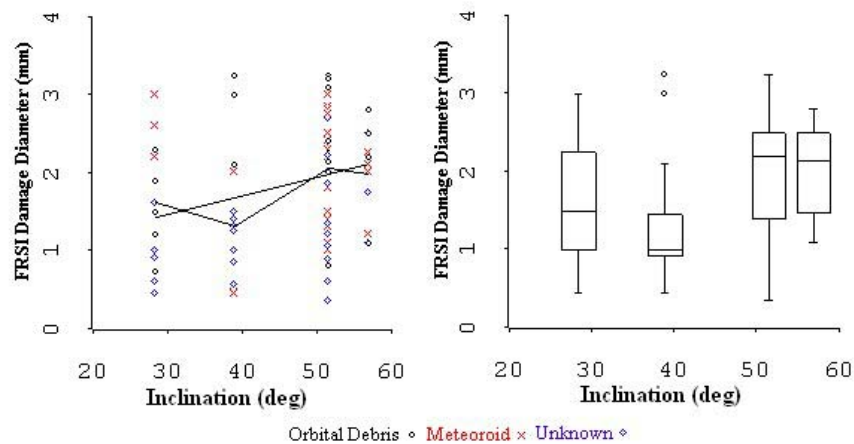 FRSI Damage Diameter (mm)
4
3
2
1
0
20 30 40 50 60
Inclination (deg)
FRSI Damage Diameter (mm)
4
3
2
1
0
20 30 40 50 60
Inclination (deg)
Orbital Debris Meteoroid Unknown